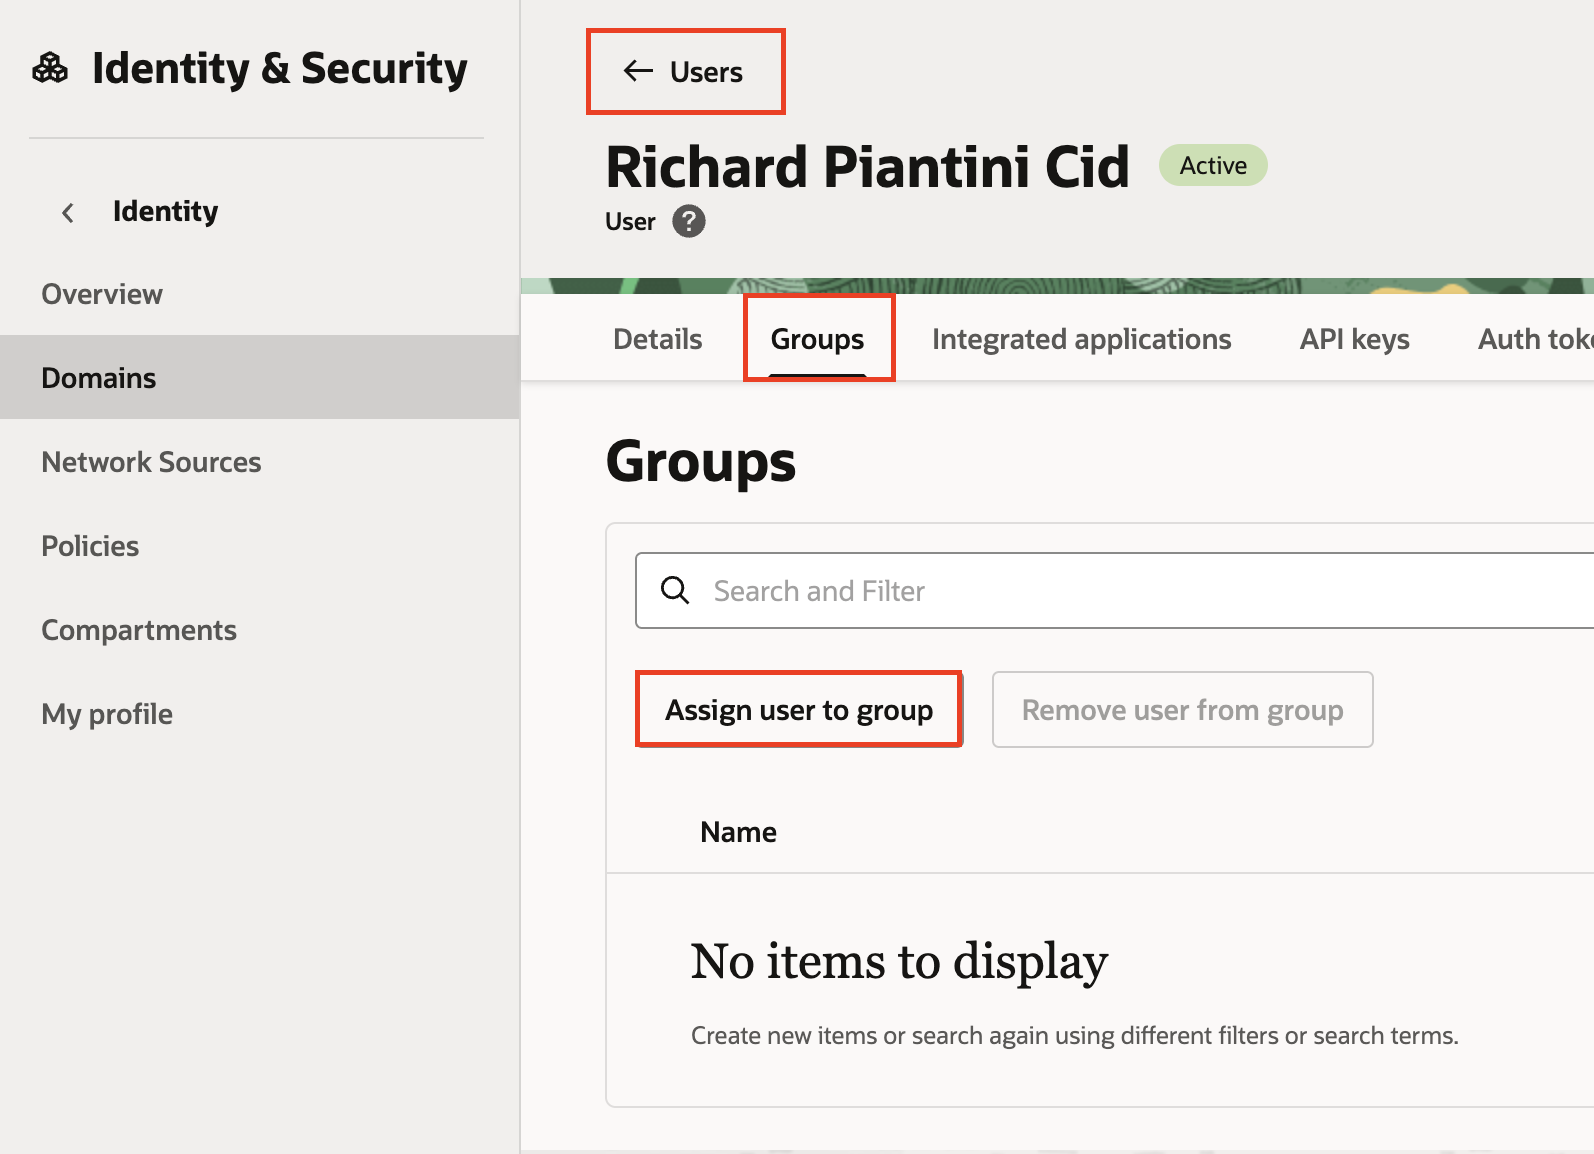 Identity & Security
Identity
Overview
Domains
Network Sources
Policies
Compartments
My profile
← Users
Richard Piantini Cid Active
User ?
Details Groups Integrated applications API keys Auth toke
Groups
Search and Filter
Assign user to group Remove user from group
Name
No items to display
Create new items or search again using different filters or search terms.